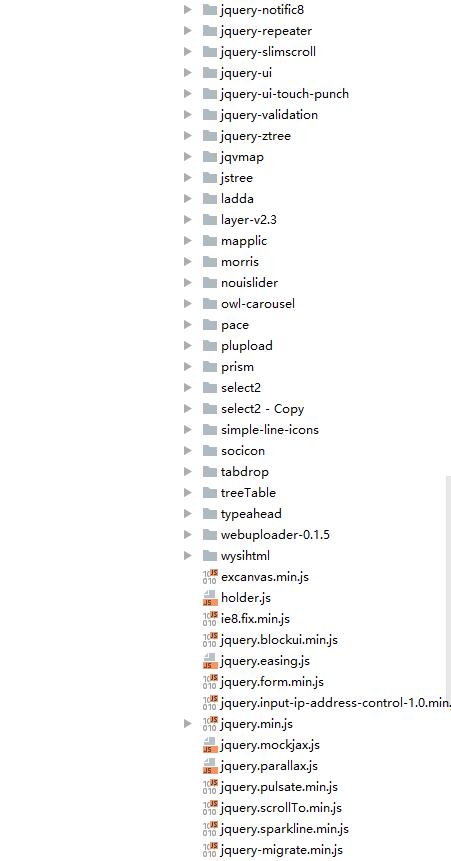 jquery-notific8
jquery-repeater
jquery-slimscroll
jquery-ui
jquery-ui-touch-punch
jquery-validation
jquery-ztree
jqvmap
jstree
ladda
layer-v2.3
mapplic
morris
nouislider
owl-carousel
pace
plupload
prism
select2
select2 - Copy
simple-line-icons
socicon
tabdrop
treeTable
typeahead
webuploader-0.1.5
wysihtml
excanvas.min.js
holder.js
ie8.fix.min.js
jquery.blockui.min.js
jquery.easing.js
jquery.form.min.js
jquery.input-ip-address-control-1.0.min.
jquery.min.js
jquery.mockjax.js
jquery.parallax.js
jquery.pulsate.min.js
jquery.scrollTo.min.js
jquery.sparkline.min.js
jquery-migrate.min.js